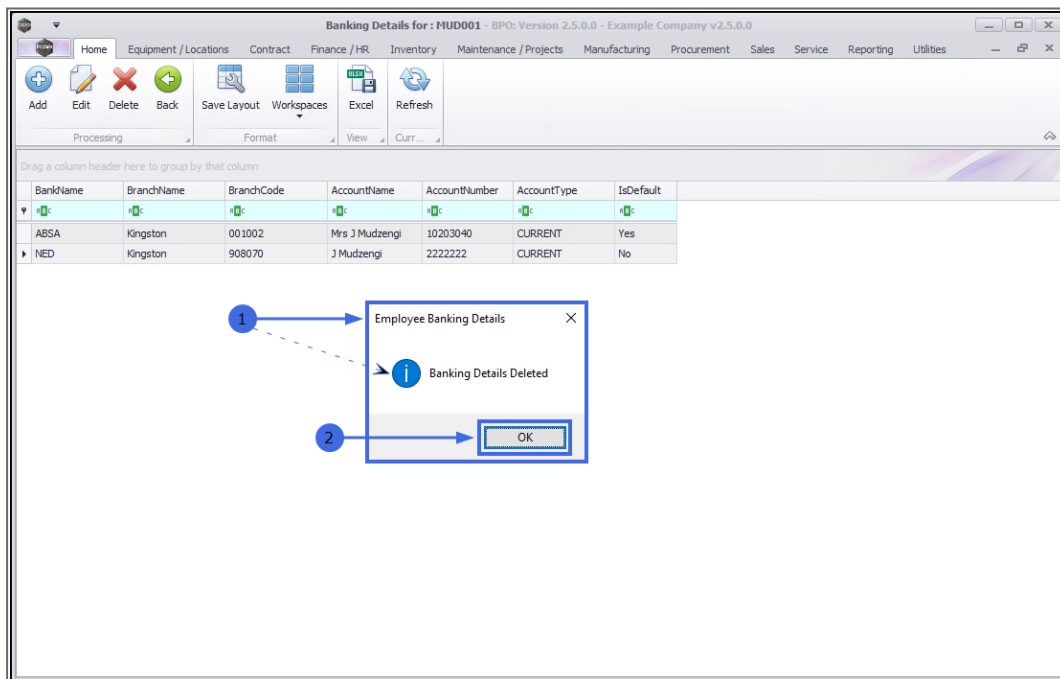 Banking Details for : MUD001 - BPO: Version 2.5.0.0 - Example Company v2.5.0.0
Home Equipment / Locations Contract Finance / HR Inventory Maintenance / Projects Manufacturing Procurement Sales Service Reporting Utilities
Add Edit Delete Back Save Layout Workspaces Excel Refresh
Processing Format View Curr...
Drag a column header here to group by that column
BankName BranchName BranchCode AccountName AccountNumber AccountType IsDefault
ABSA Kingston 001002 Mrs J Mudzengi 10203040 CURRENT Yes
NED Kingston 908070 J Mudzengi 2222222 CURRENT No
1 Employee Banking Details
Banking Details Deleted
2 OK